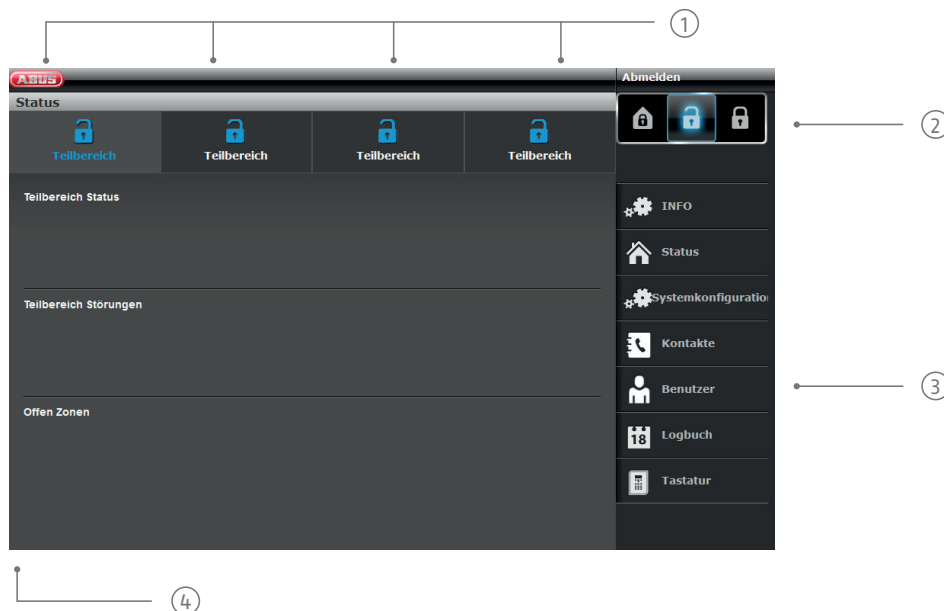 1
ABUS
Abmelden
Status
2
Teilbereich
Teilbereich
Teilbereich
Teilbereich
Teilbereich Status
INFO
Status
Teilbereich Störungen
Systemkonfiguratio
Kontakte
3
Benutzer
Offen Zonen
18
Logbuch
Tastatur
4